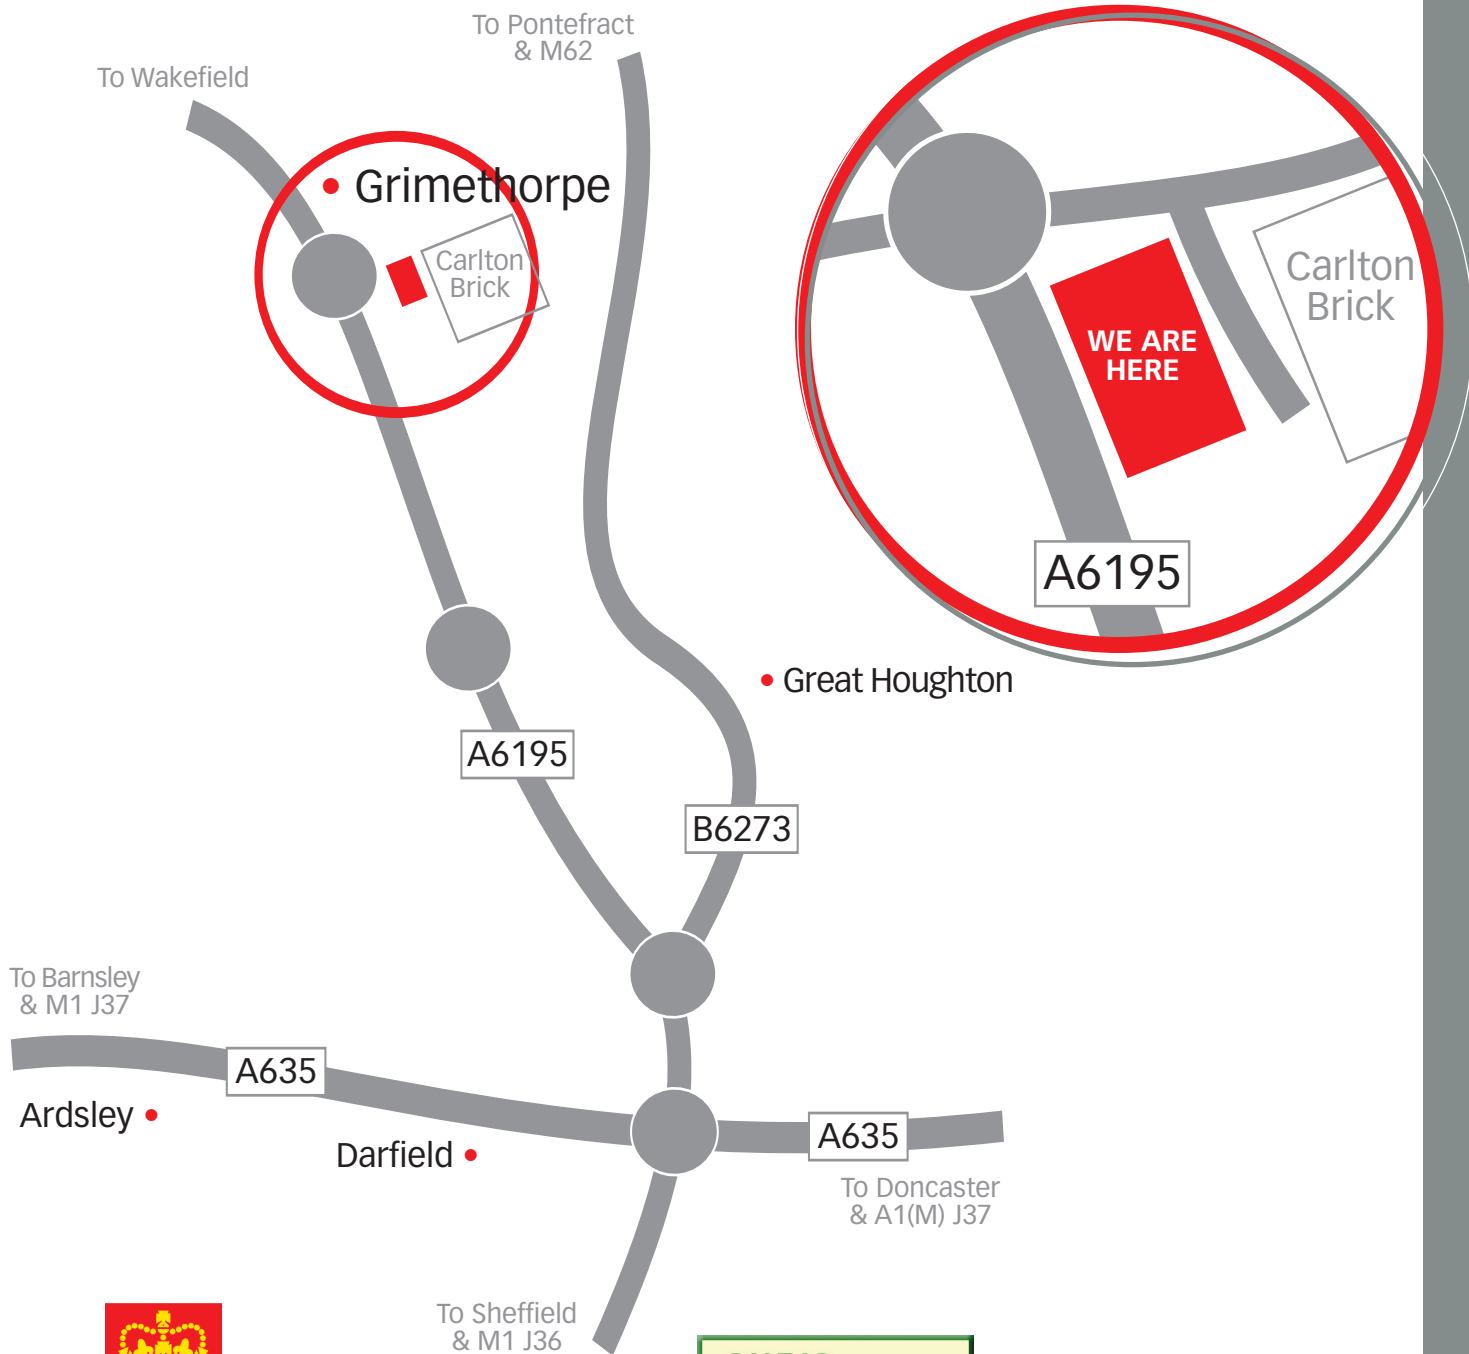 To Pontefract
& M62
To Wakefield
Grimethorpe
Carlton
Brick
Carlton
Brick
WE ARE
HERE
A6195
Great Houghton
A6195
B6273
To Barnsley
& M1 J37
A635
Ardsley
Darfield
A635
To Doncaster
& A1(M) J37
To Sheffield
& M1 J36